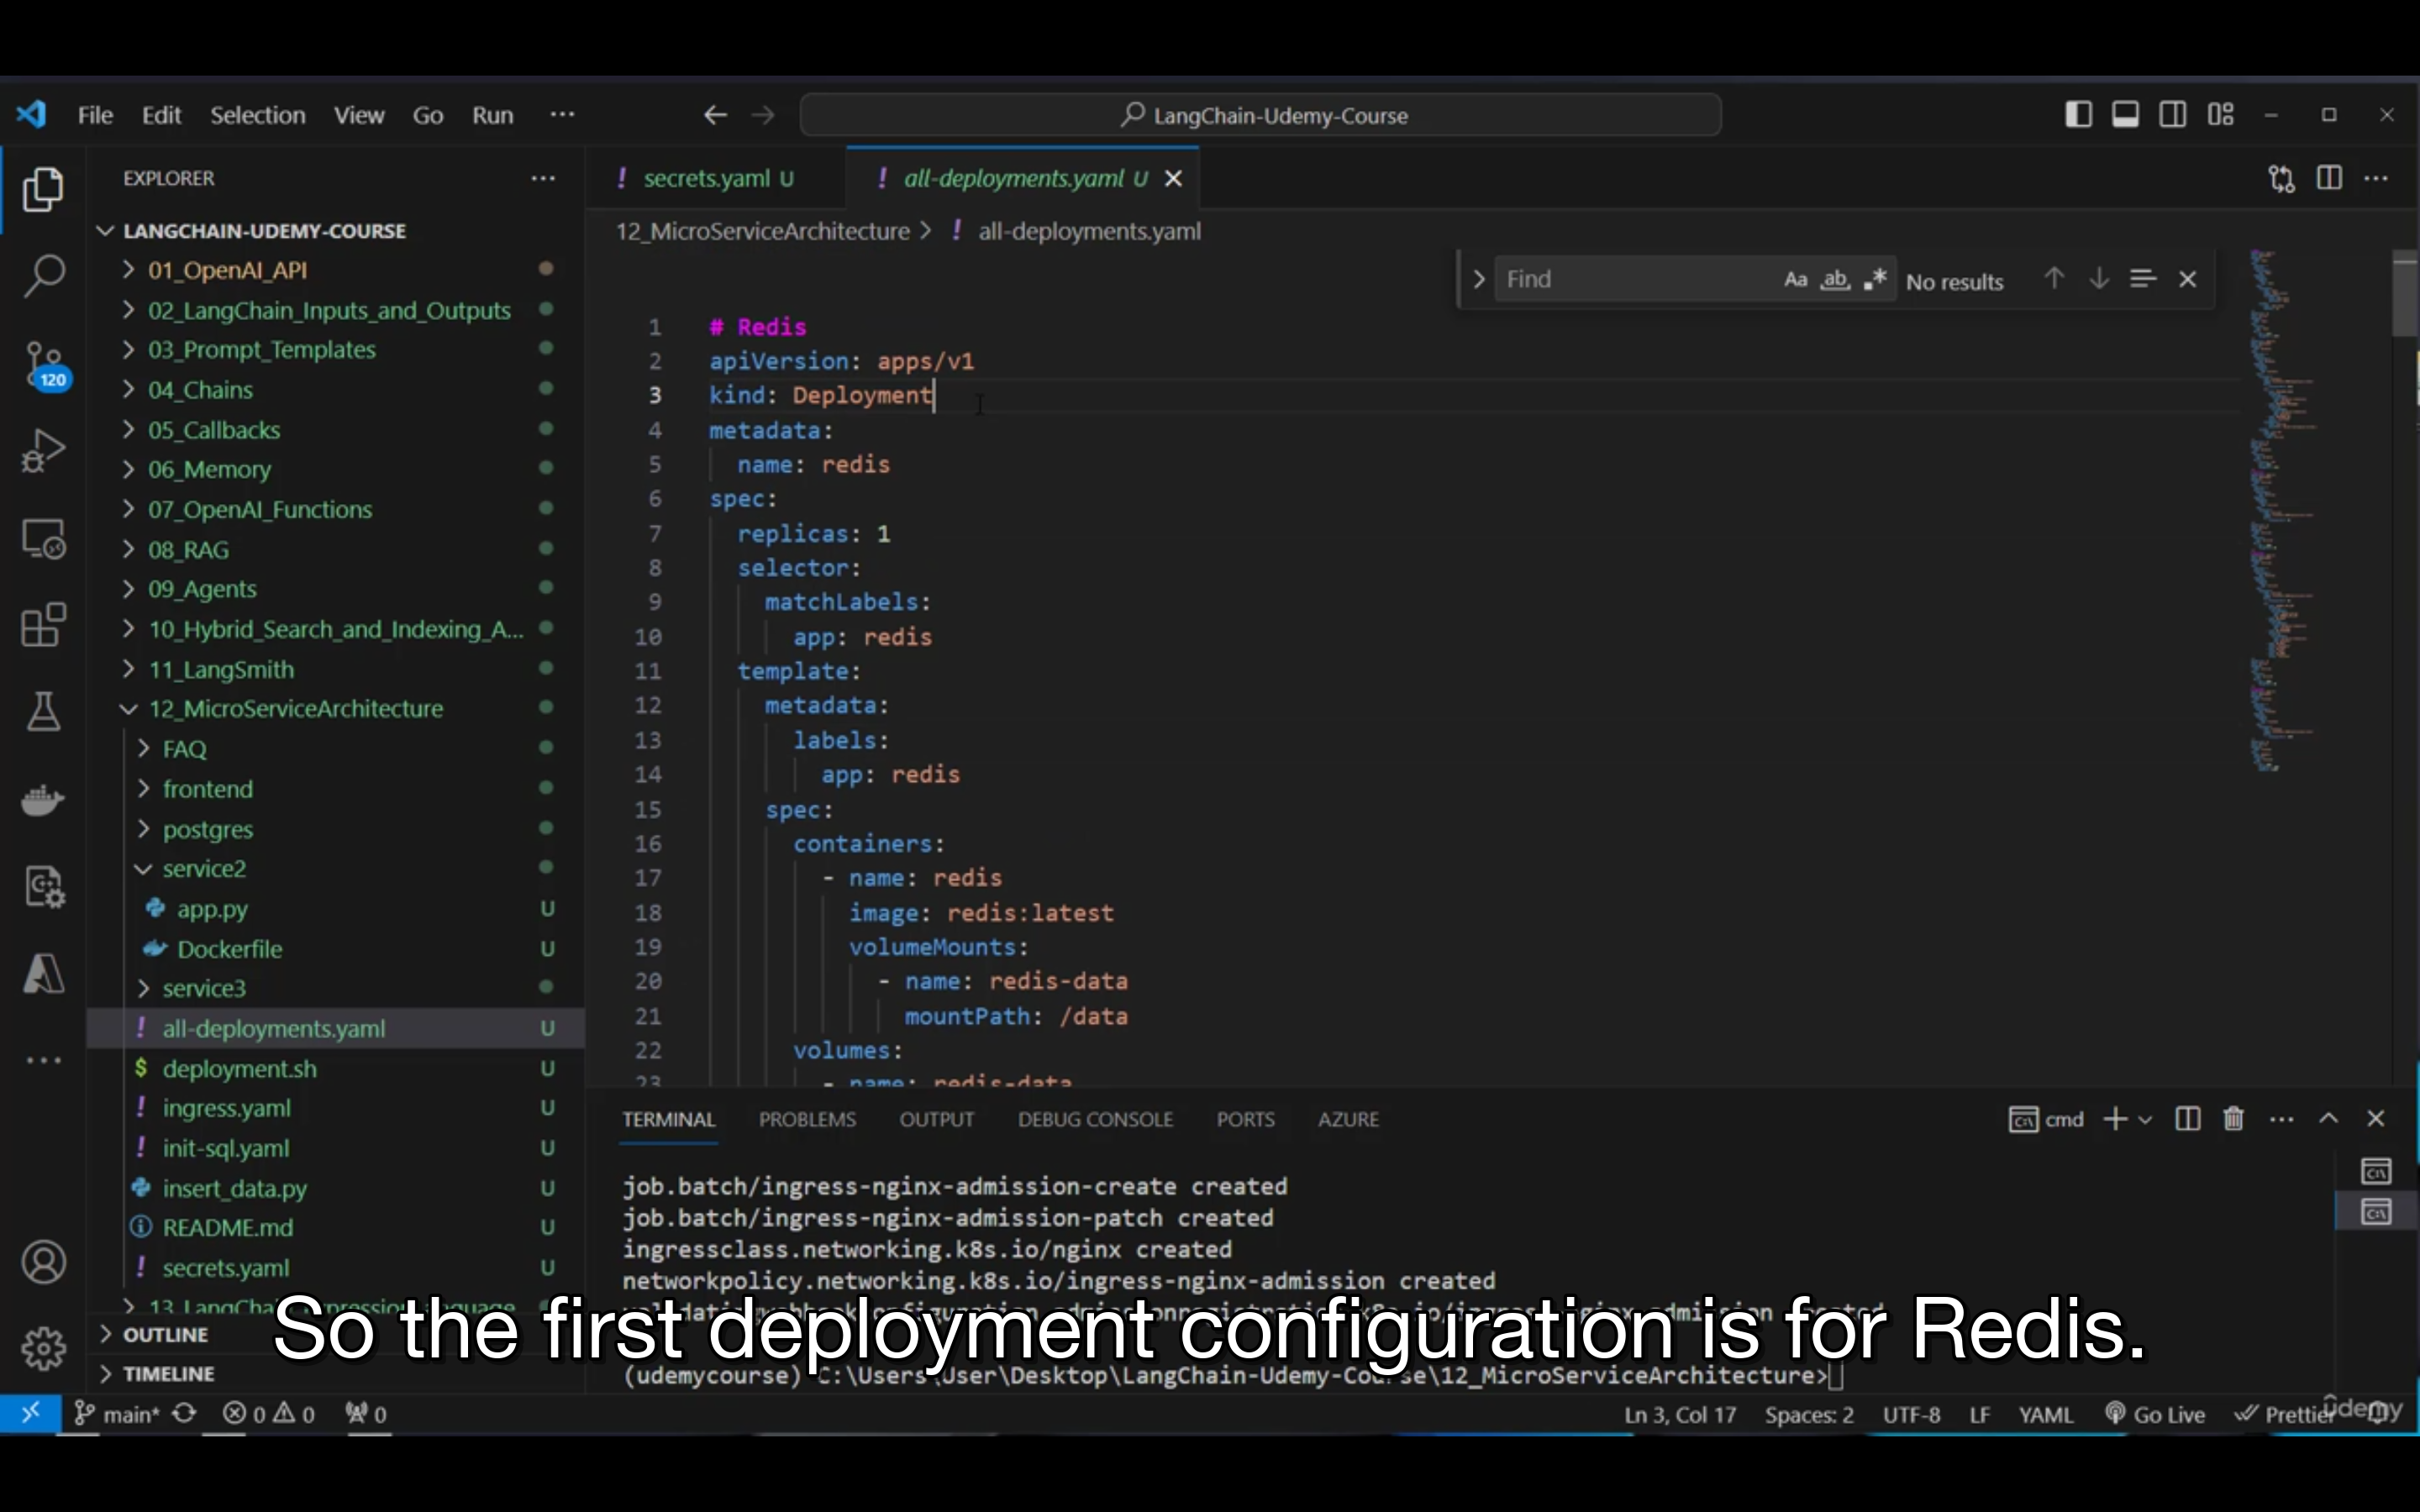 File Edit Selection View Go Run ···
LangChain-Udemy-Course
EXPLORER
LANGCHAIN-UDEMY-COURSE
01_OpenAI_API
02_LangChain_Inputs_and_Outputs
03_Prompt_Templates
04_Chains
05_Callbacks
06_Memory
07_OpenAI_Functions
08_RAG
09_Agents
10_Hybrid_Search_and_Indexing_A...
11_LangSmith
12_MicroServiceArchitecture
FAQ
frontend
postgres
service2
app.py U
Dockerfile U
service3
all-deployments.yaml U
deployment.sh U
ingress.yaml U
init-sql.yaml U
insert_data.py U
README.md U
secrets.yaml U
OUTLINE
TIMELINE
120
! secrets.yaml U
! all-deployments.yaml U
12_MicroServiceArchitecture > ! all-deployments.yaml
Find Aa ab No results
1 # Redis
2 apiVersion: apps/v1
3 kind: Deployment
4 metadata:
5 name: redis
6 spec:
7 replicas: 1
8 selector:
9 matchLabels:
10 app: redis
11 template:
12 metadata:
13 labels:
14 app: redis
15 spec:
16 containers:
17 - name: redis
18 image: redis:latest
19 volumeMounts:
20 - name: redis-data
21 mountPath: /data
22 volumes:
23 - name: redis-data
TERMINAL PROBLEMS OUTPUT DEBUG CONSOLE PORTS AZURE
cmd
job.batch/ingress-nginx-admission-create created
job.batch/ingress-nginx-admission-patch created
ingressclass.networking.k8s.io/nginx created
networkpolicy.networking.k8s.io/ingress-nginx-admission created
So the first deployment configuration is for Redis.
(udemycourse) C:\Users\User\Desktop\LangChain-Udemy-Course\12_MicroServiceArchitecture>
main* 0 0 0
Ln 3, Col 17 Spaces: 2 UTF-8 LF YAML Go Live Prettier
ûdemy